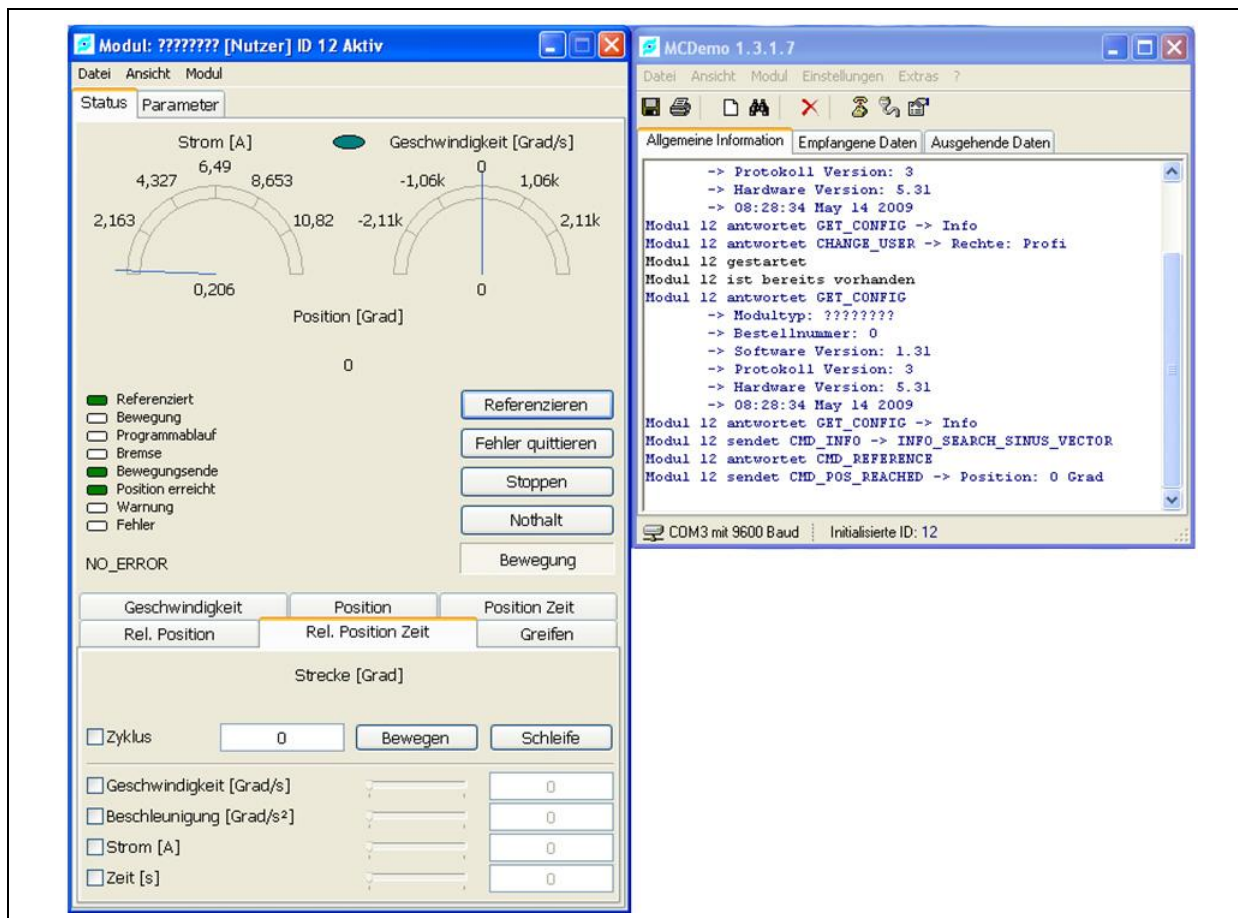 Modul: ???????? [Nutzer] ID 12 Aktiv
Datei Ansicht Modul
Status Parameter
Strom [A] Geschwindigkeit [Grad/s]
6,49 0
4,327 8,653 -1,06k 1,06k
2,163 10,82 -2,11k 2,11k
0,206 0
Position [Grad]
0
Referenziert
Bewegung
Programmablauf
Bremse
Bewegungsende
Position erreicht
Warnung
Fehler
NO_ERROR
Referenzieren
Fehler quittieren
Stoppen
Nothalt
Bewegung
Geschwindigkeit Position Position Zeit
Rel. Position Rel. Position Zeit Greifen
Strecke [Grad]
Zyklus 0 Bewegen Schleife
Geschwindigkeit [Grad/s] 0
Beschleunigung [Grad/s²] 0
Strom [A] 0
Zeit [s] 0
MCDemo 1.3.1.7
Datei Ansicht Modul Einstellungen Extras ?
Allgemeine Information Empfangene Daten Ausgehende Daten
-> Protokoll Version: 3
-> Hardware Version: 5.31
-> 08:28:34 May 14 2009
Modul 12 antwortet GET_CONFIG -> Info
Modul 12 antwortet CHANGE_USER -> Rechte: Profi
Modul 12 gestartet
Modul 12 ist bereits vorhanden
Modul 12 antwortet GET_CONFIG
-> Modultyp: ????????
-> Bestellnummer: 0
-> Software Version: 1.31
-> Protokoll Version: 3
-> Hardware Version: 5.31
-> 08:28:34 May 14 2009
Modul 12 antwortet GET_CONFIG -> Info
Modul 12 sendet CMD_INFO -> INFO_SEARCH_SINUS_VECTOR
Modul 12 antwortet CMD_REFERENCE
Modul 12 sendet CMD_POS_REACHED -> Position: 0 Grad
COM3 mit 9600 Baud Initialisierte ID: 12